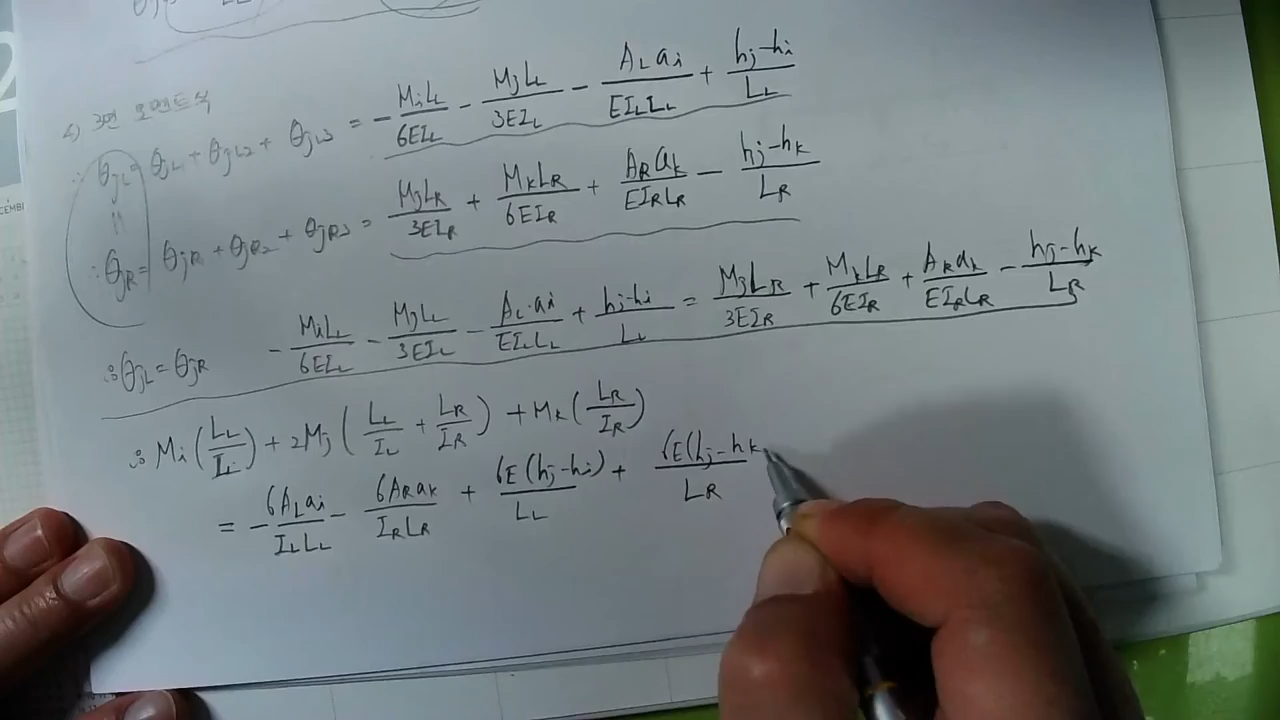 4) 3연 모멘트식
∴ θjL = θjL1 + θjL2 + θjL3 = - MiLL/6EIL - MjLL/3EIL - ALai/EILLL + hj-hi/LL
॥
∴ θjR = θjR1 + θjR2 + θjR3 = MjLR/3EIR + MkLR/6EIR + ARak/EIRLR - hj-hk/LR
∴ θjL = θjR - MiLL/6EIL - MjLL/3EIL - AL·ai/EILLL + hj-hi/LL = MjLR/3EIR + MkLR/6EIR + ARak/EIRLR - hj-hk/LR
∴ Mi(LL/IL) + 2Mj(LL/IL + LR/IR) + Mk(LR/IR)
= - 6ALai/ILLL - 6ARak/IRLR + 6E(hj-hi)/LL + 6E(hj-hk/LR